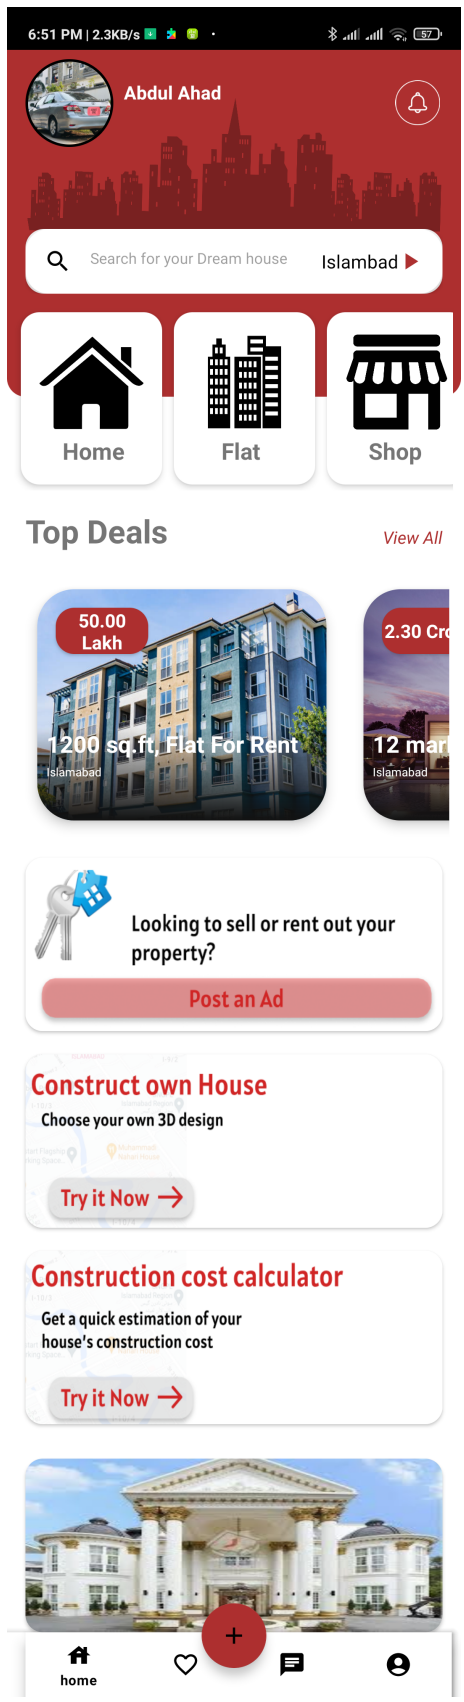 6:51 PM | 2.3KB/s
57
Abdul Ahad
Search for your Dream house
Islambad
Home
Flat
Shop
Top Deals
View All
50.00
Lakh
2.30 Cro
1200 sq.ft, Flat For Rent
Islamabad
12 marl
Islamabad
Looking to sell or rent out your
property?
Post an Ad
Construct own House
Choose your own 3D design
Try it Now
Construction cost calculator
Get a quick estimation of your
house's construction cost
Try it Now
home